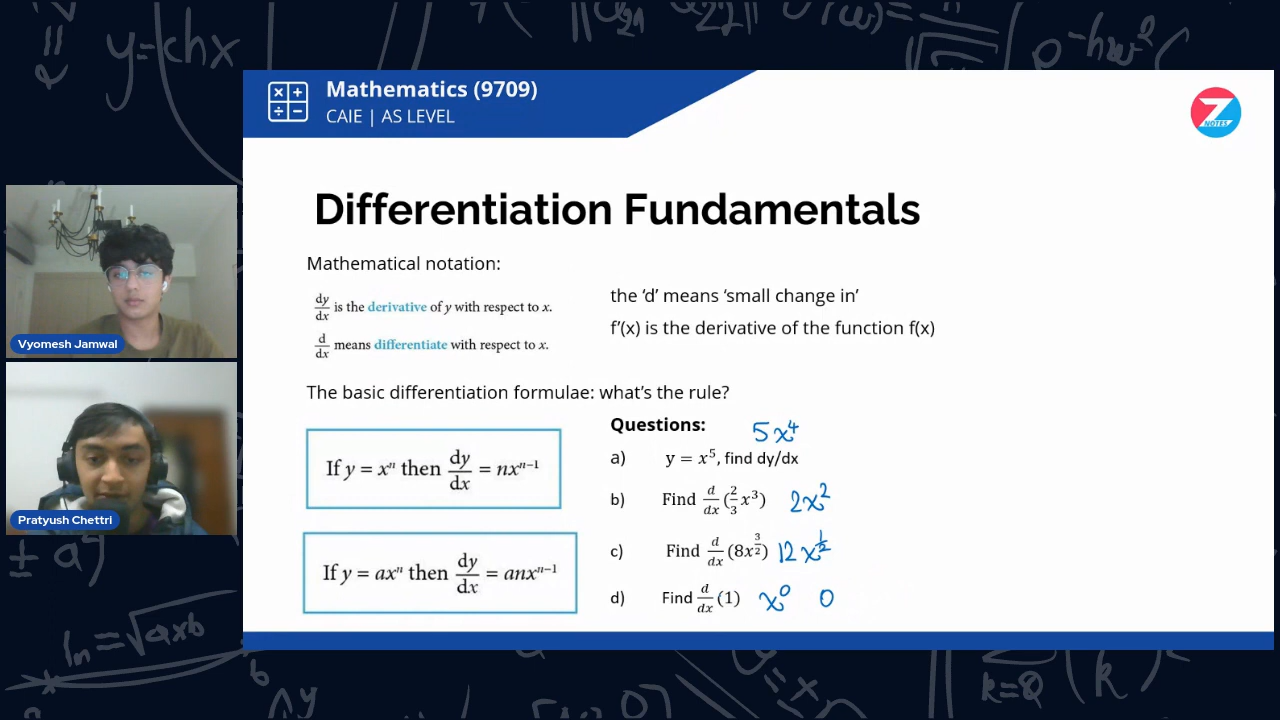 Mathematics (9709)
CAIE | AS LEVEL
Z
NOTES
Differentiation Fundamentals
Mathematical notation:
dy/dx is the derivative of y with respect to x.
d/dx means differentiate with respect to x.
the ‘d’ means ‘small change in’
f’(x) is the derivative of the function f(x)
The basic differentiation formulae: what’s the rule?
If y = xⁿ then dy/dx = nxⁿ⁻¹
If y = axⁿ then dy/dx = anxⁿ⁻¹
Questions:
5x⁴
a) y = x⁵, find dy/dx
b) Find d/dx (2/3 x³) 2x²
c) Find d/dx (8x^(3/2)) 12x^(1/2)
d) Find d/dx (1) x⁰ 0
Vyomesh Jamwal
Pratyush Chettri
y=chx
ln=√axb